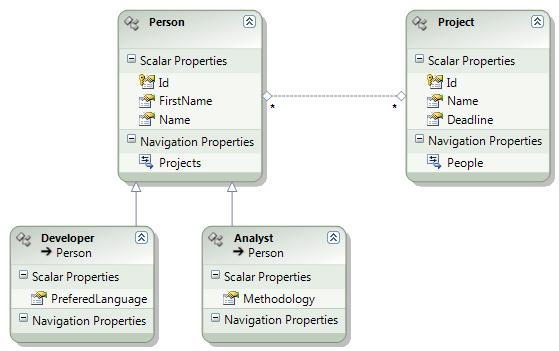 Person
Scalar Properties
Id
FirstName
Name
Navigation Properties
Projects
*
*
Project
Scalar Properties
Id
Name
Deadline
Navigation Properties
People
Developer
Person
Scalar Properties
PreferedLanguage
Navigation Properties
Analyst
Person
Scalar Properties
Methodology
Navigation Properties